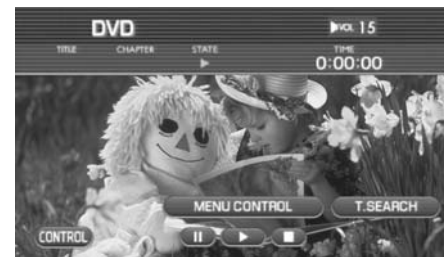 DVD VOL 15
TITLE CHAPTER STATE TIME
0:00:00
MENU CONTROL T.SEARCH
CONTROL